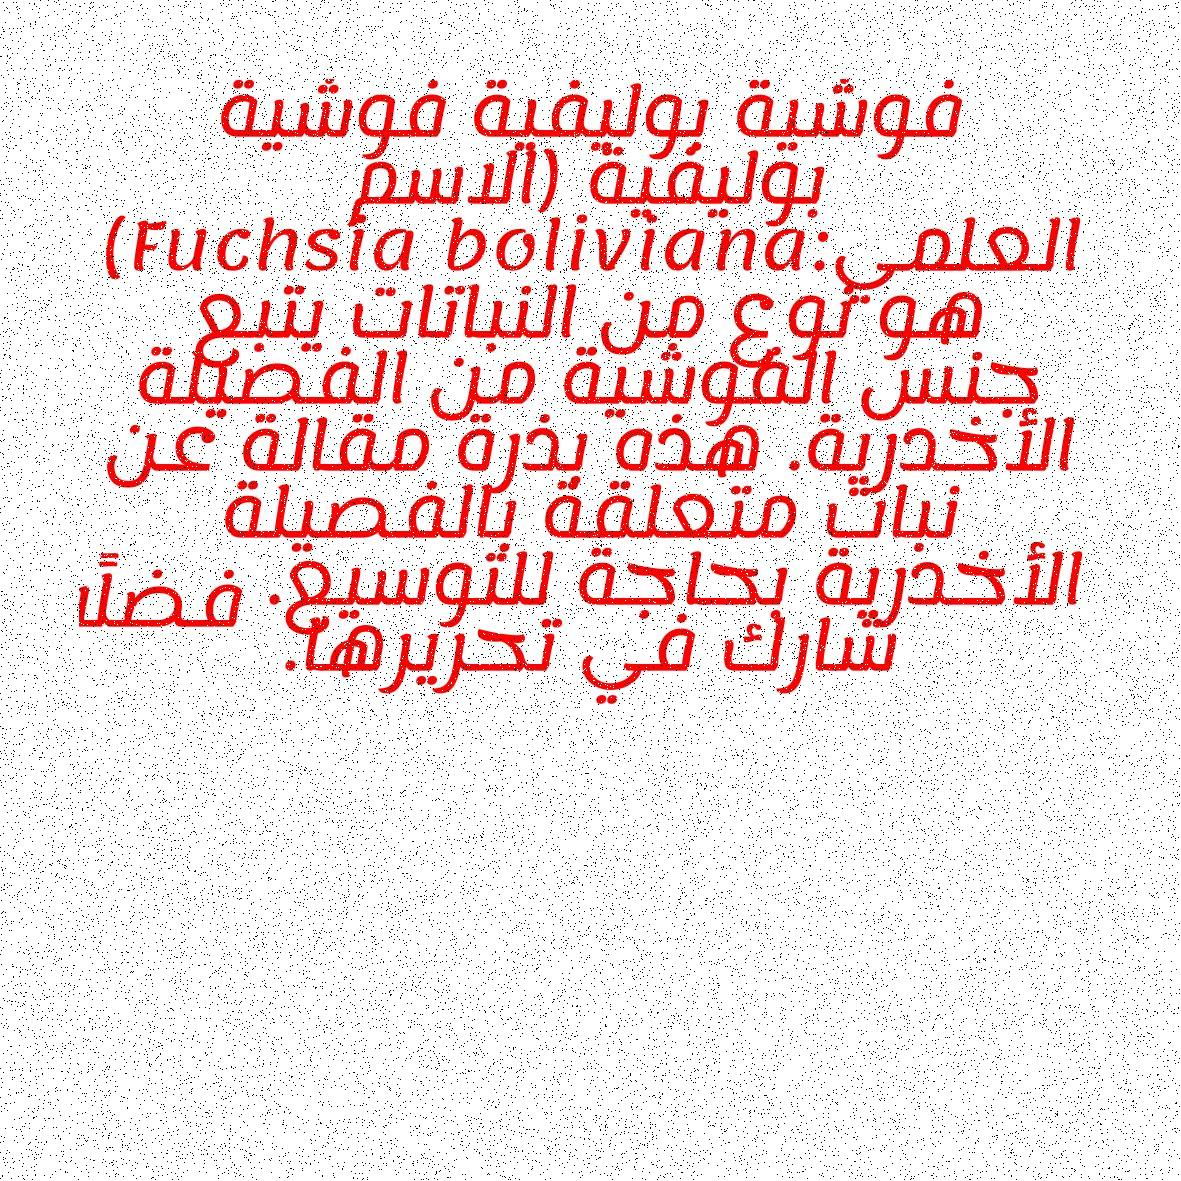 فوشية بوليفية فوشية
بوليفية (الاسم
العلمي:Fuchsia boliviana)
هو نوع من النباتات يتبع
جنس الفوشية من الفصيلة
الأخدرية. هذه بذرة مقالة عن
نبات متعلقة بالفصيلة
الأخدرية بحاجة للتوسيع. فضلًا
شارك في تحريرها.